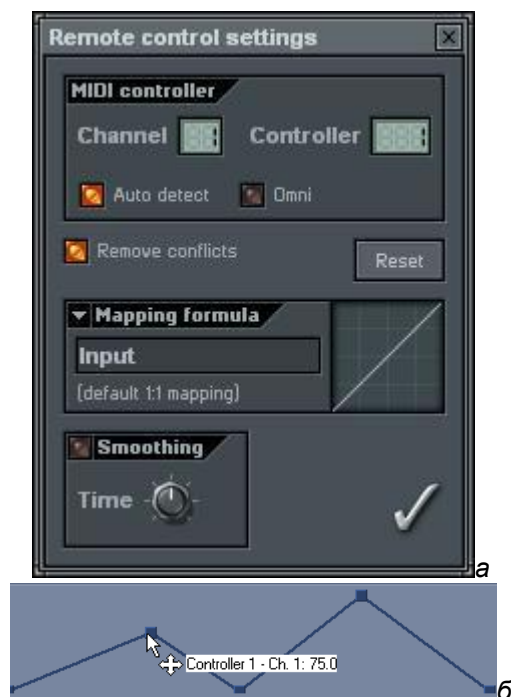 Remote control settings
MIDI controller
Channel Controller
Auto detect Omni
Remove conflicts
Reset
Mapping formula
Input
(default 1:1 mapping)
Smoothing
Time
а
Controller 1 - Ch. 1: 75.0
б